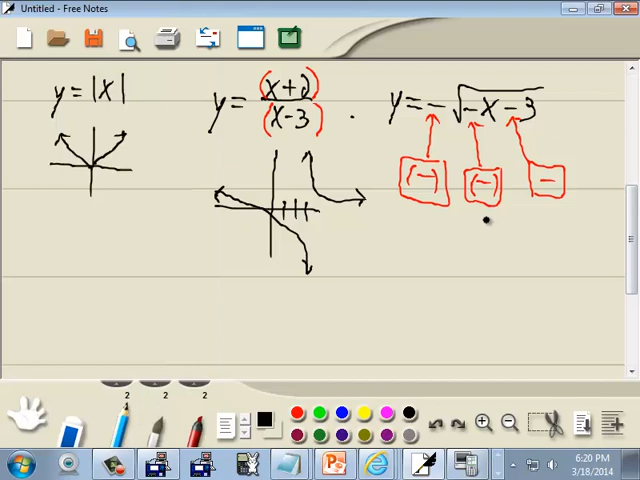 Untitled - Free Notes
y = |x|
y = (x+2)/(x-3) .
y = - √-x-3
(-) (-) -
2 2 2
6:20 PM
3/18/2014